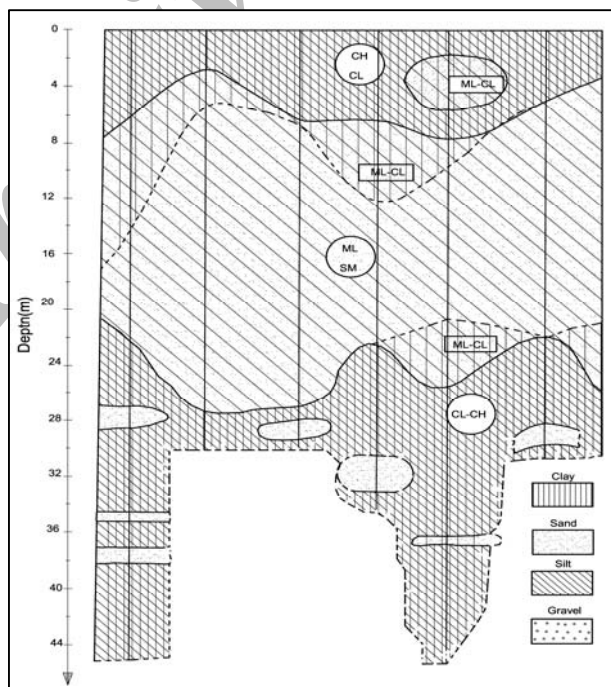 0
4
8
12
16
20
24
28
32
36
40
44
Deptn(m)
CH
CL
ML-CL
ML-CL
ML
SM
ML-CL
CL-CH
Clay
Sand
Silt
Gravel